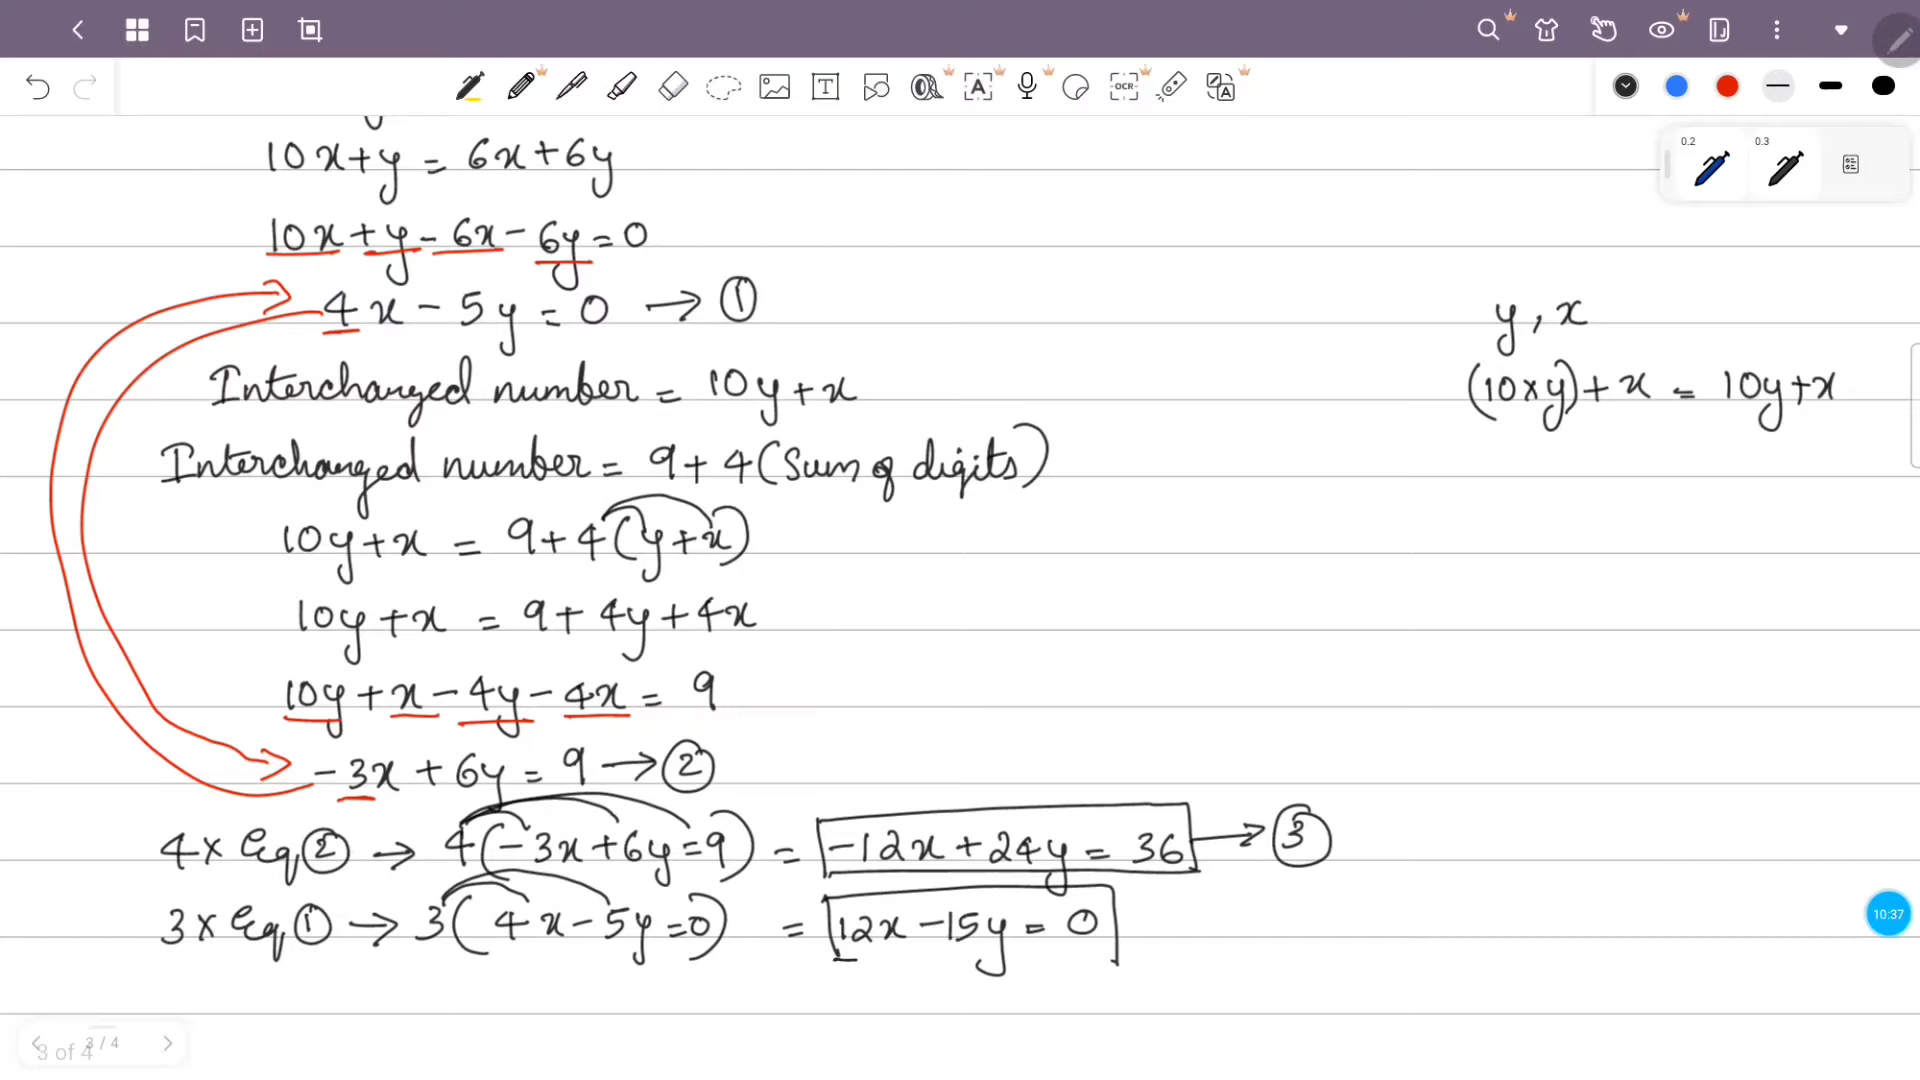 0.2 0.3
10x+y = 6x+6y
10x+y-6x-6y=0
4x-5y=0 → ①
y, x
Interchanged number = 10y+x
(10×y)+x = 10y+x
Interchanged number = 9+4(Sum of digits)
10y+x = 9+4(y+x)
10y+x = 9+4y+4x
10y+x-4y-4x= 9
-3x+6y=9→②
4× Eq② → 4(-3x+6y=9) = -12x+24y=36 → ③
3× Eq① → 3(4x-5y=0) = 12x-15y=0
10:37
3 / 4
3 of 4
T A OCR A